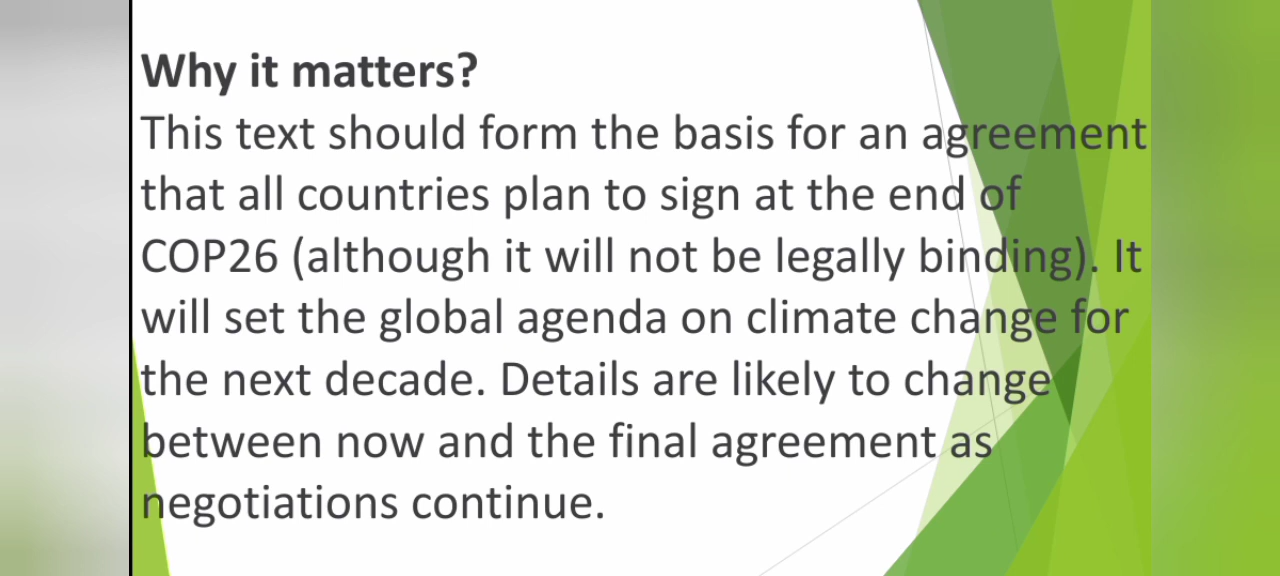 Why it matters?
This text should form the basis for an agreement
that all countries plan to sign at the end of
COP26 (although it will not be legally binding). It
will set the global agenda on climate change for
the next decade. Details are likely to change
between now and the final agreement as
negotiations continue.